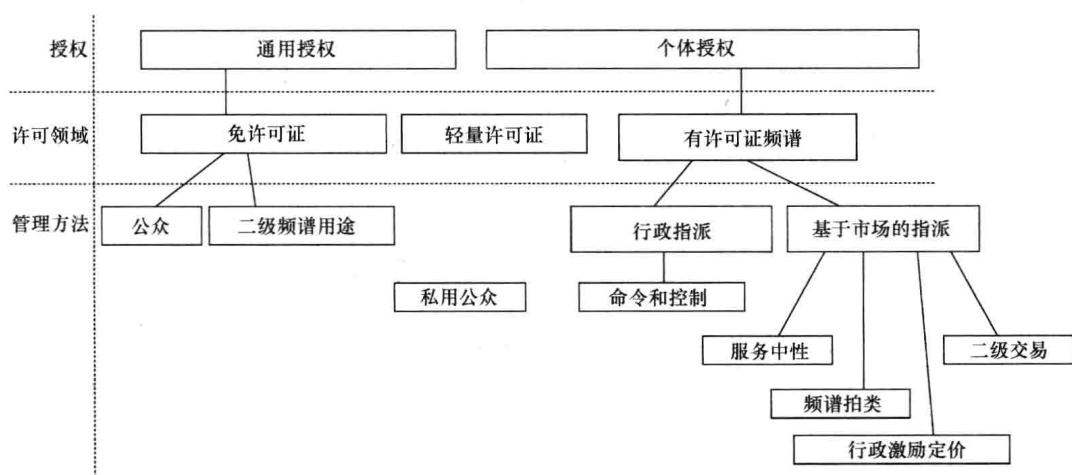 授权
通用授权
个体授权
许可领域
免许可证
轻量许可证
有许可证频谱
管理方法
公众
二级频谱用途
行政指派
基于市场的指派
私用公众
命令和控制
服务中性
二级交易
频谱拍类
行政激励定价